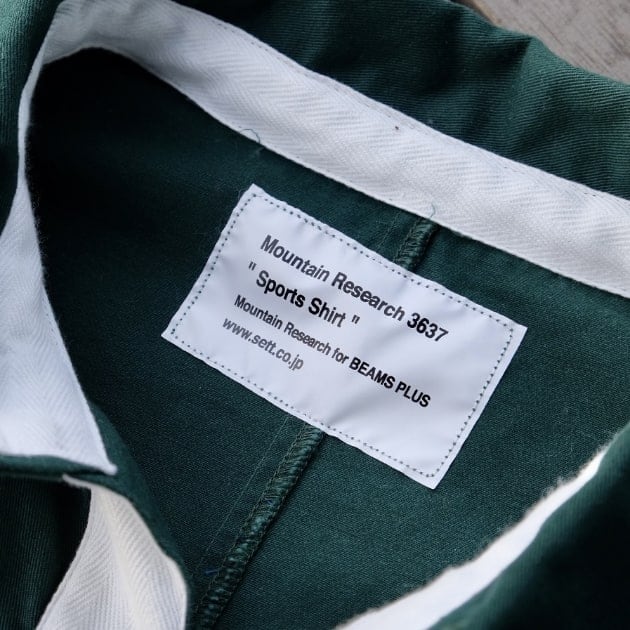 Mountain Research 3637
" Sports Shirt "
Mountain Research for BEAMS PLUS
www.sett.co.jp